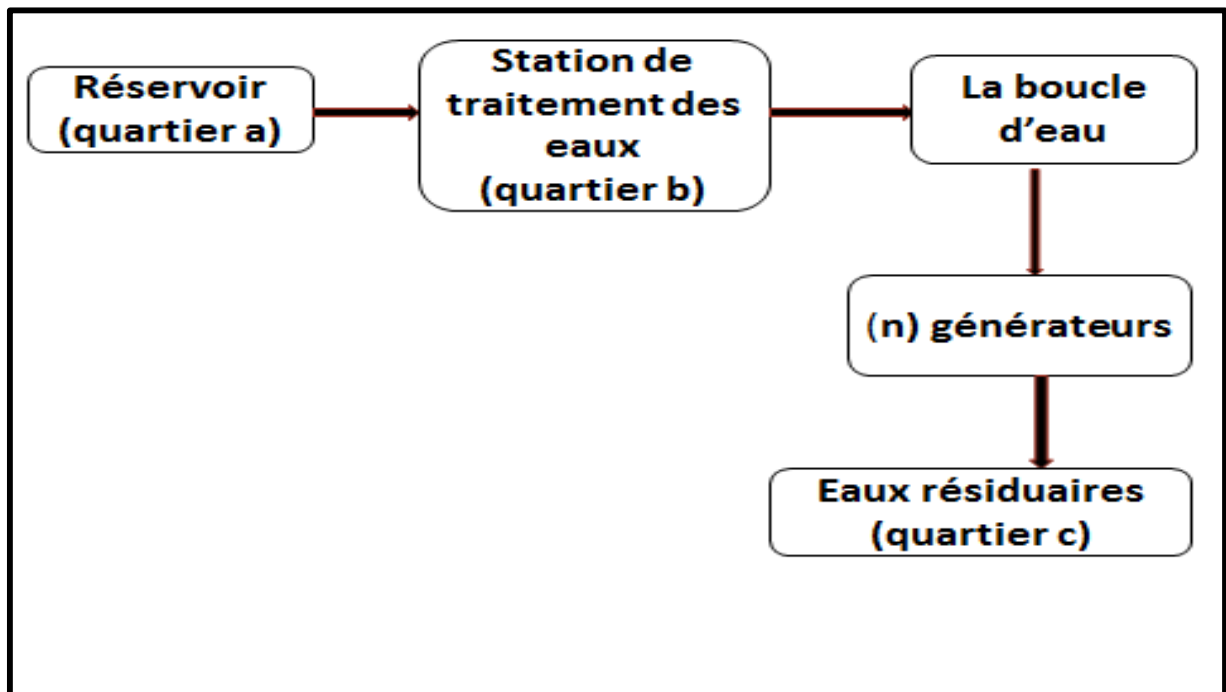 Réservoir
(quartier a)
Station de
traitement des
eaux
(quartier b)
La boucle
d’eau
(n) générateurs
Eaux résiduaires
(quartier c)